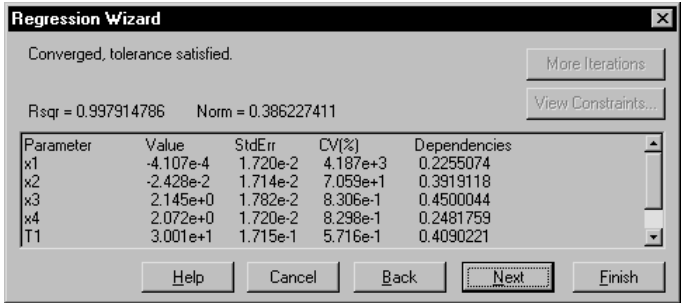 Regression Wizard
Converged, tolerance satisfied.
More Iterations
View Constraints...
Rsqr = 0.997914786 Norm = 0.386227411
Parameter Value StdErr CV(%) Dependencies
x1 -4.107e-4 1.720e-2 4.187e+3 0.2255074
x2 -2.428e-2 1.714e-2 7.059e+1 0.3919118
x3 2.145e+0 1.782e-2 8.306e-1 0.4500044
x4 2.072e+0 1.720e-2 8.298e-1 0.2481759
T1 3.001e+1 1.715e-1 5.716e-1 0.4090221
Help Cancel Back Next Finish